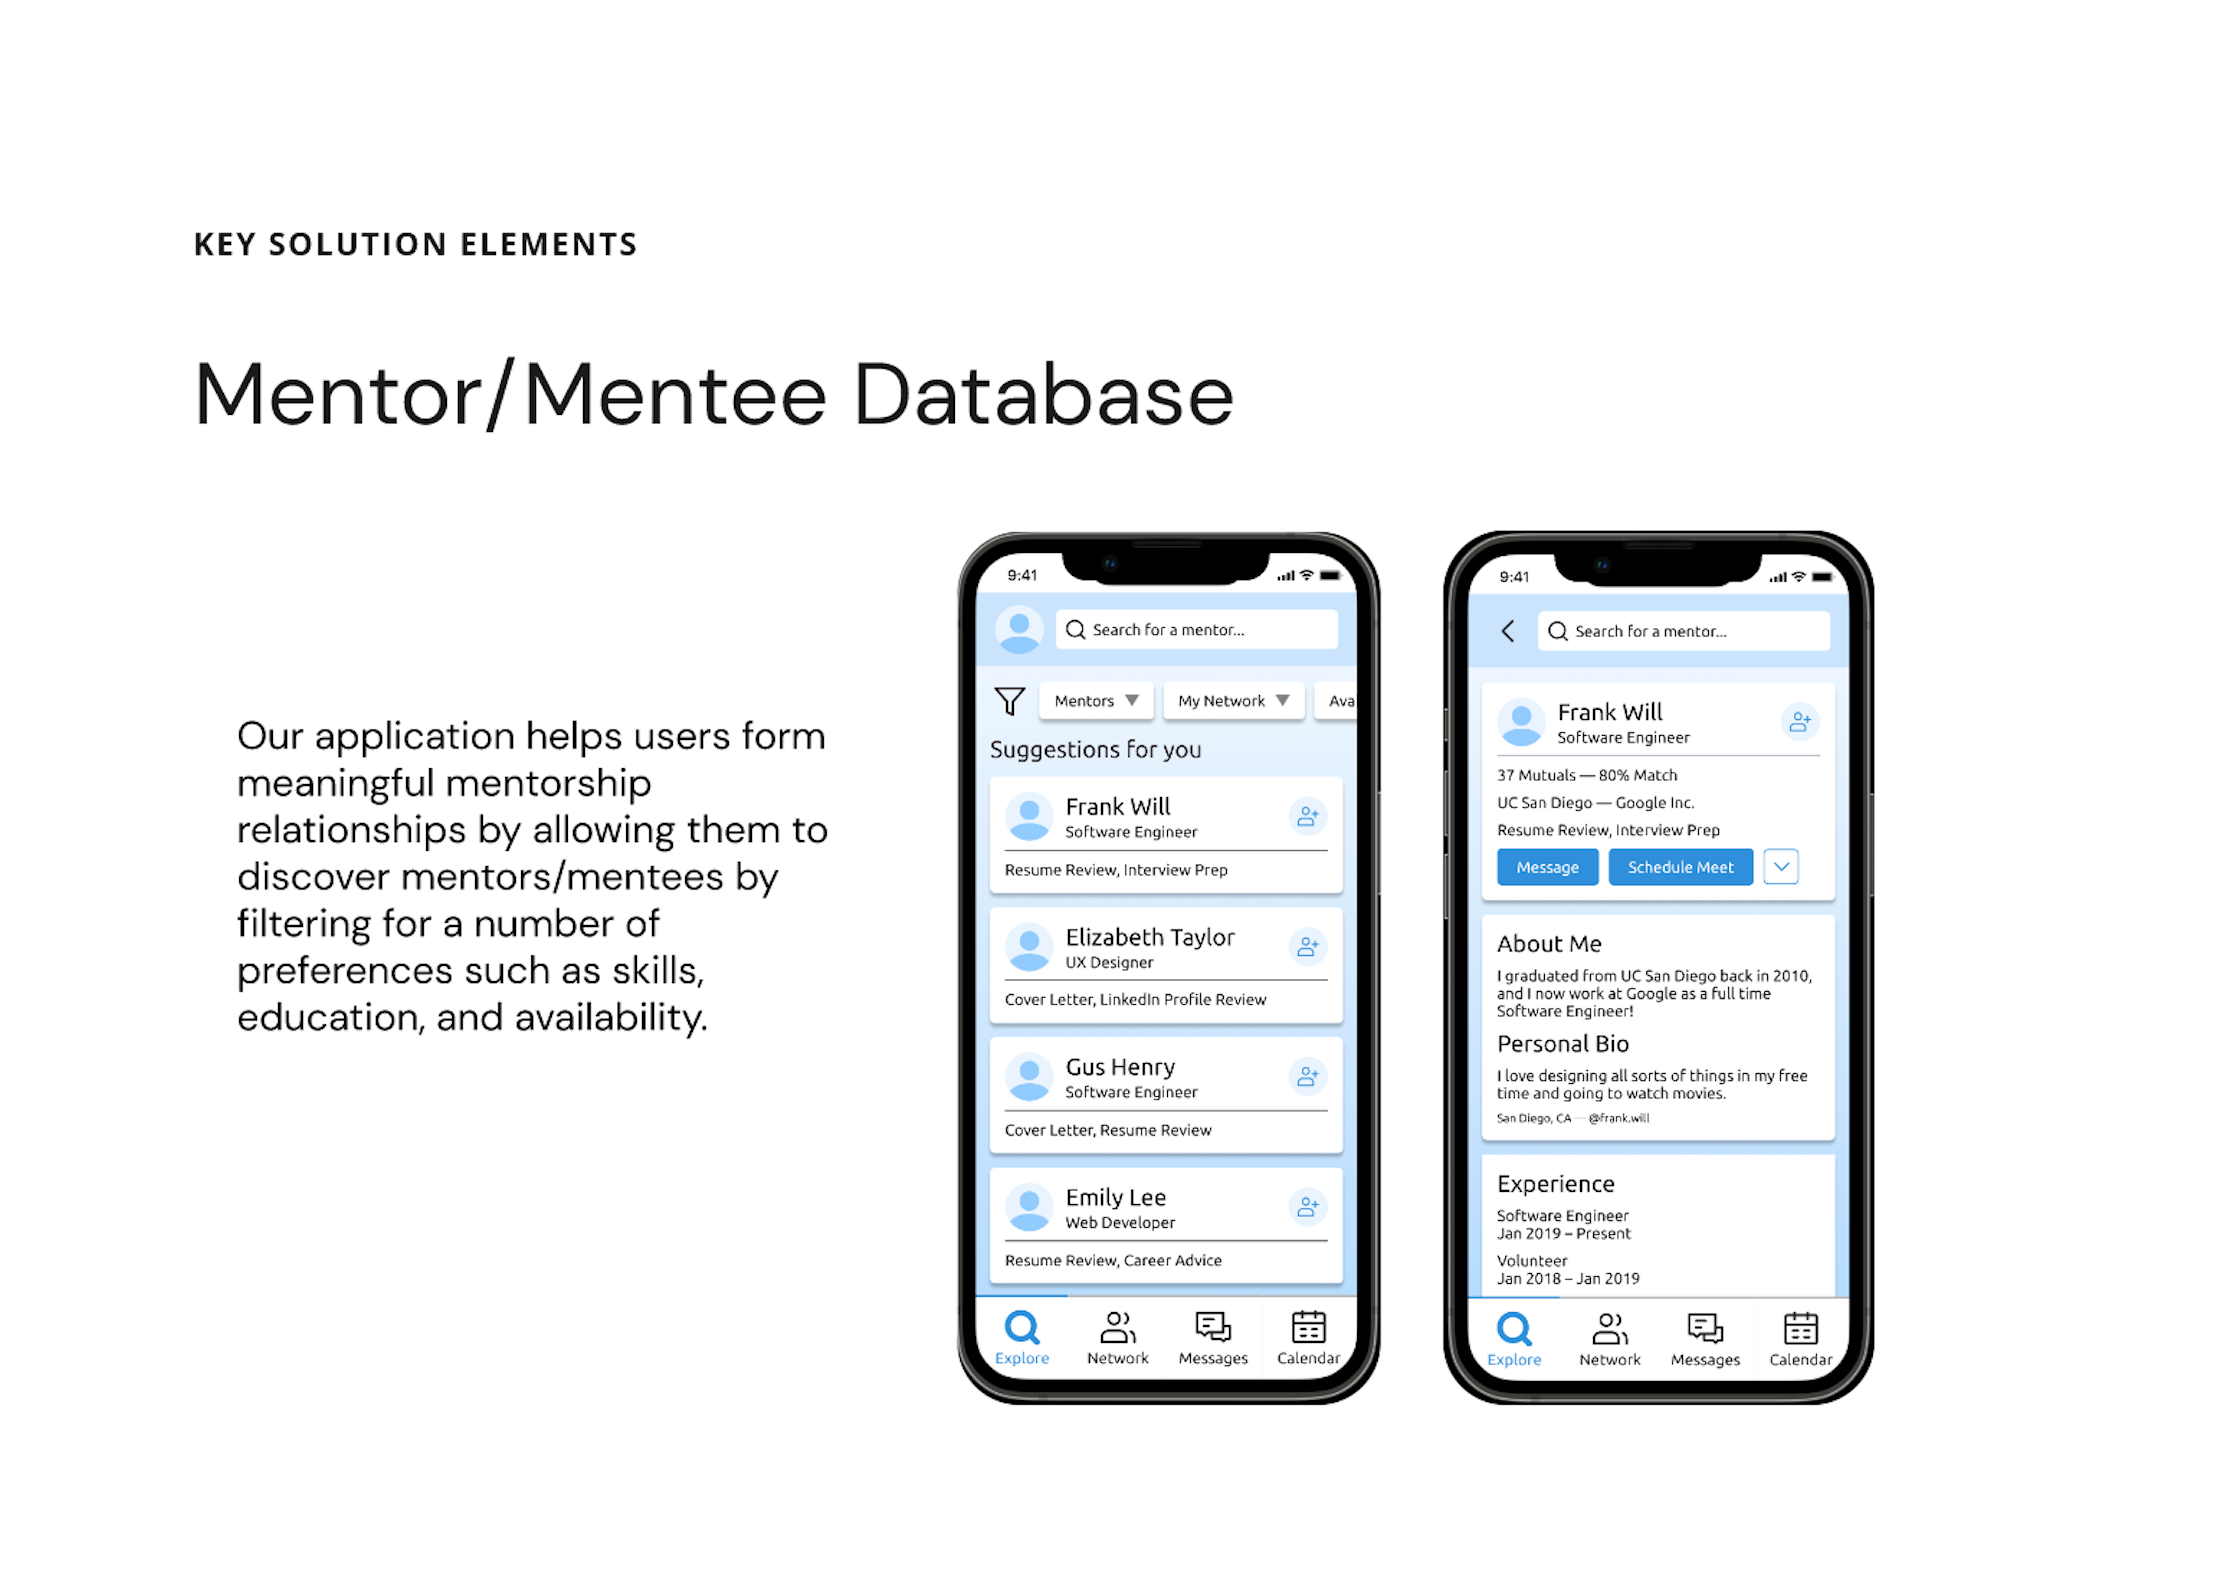 KEY SOLUTION ELEMENTS
Mentor/Mentee Database
Our application helps users form
meaningful mentorship
relationships by allowing them to
discover mentors/mentees by
filtering for a number of
preferences such as skills,
education, and availability.
9:41
Search for a mentor...
Mentors
My Network
Ava
Suggestions for you
Frank Will
Software Engineer
Resume Review, Interview Prep
Elizabeth Taylor
UX Designer
Cover Letter, LinkedIn Profile Review
Gus Henry
Software Engineer
Cover Letter, Resume Review
Emily Lee
Web Developer
Resume Review, Career Advice
Explore
Network
Messages
Calendar
9:41
Search for a mentor...
Frank Will
Software Engineer
37 Mutuals — 80% Match
UC San Diego — Google Inc.
Resume Review, Interview Prep
Message
Schedule Meet
About Me
I graduated from UC San Diego back in 2010,
and I now work at Google as a full time
Software Engineer!
Personal Bio
I love designing all sorts of things in my free
time and going to watch movies.
San Diego, CA — @frank.will
Experience
Software Engineer
Jan 2019 – Present
Volunteer
Jan 2018 – Jan 2019
Explore
Network
Messages
Calendar